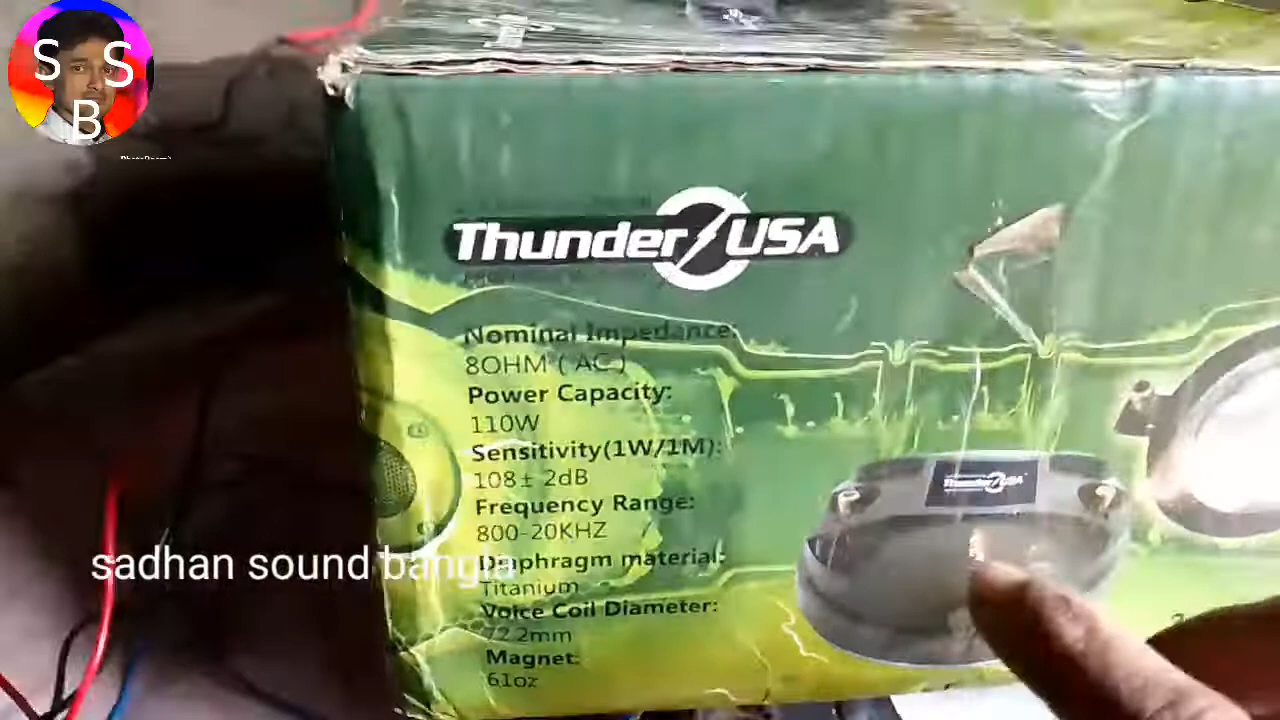 S S
B
Thunder USA
Nominal Impedance:
8OHM ( AC )
Power Capacity:
110W
Sensitivity(1W/1M):
108± 2dB
Frequency Range:
800-20KHZ
Diaphragm material:
Titanium
Voice Coil Diameter:
72.2mm
Magnet:
61oz
Thunder USA
sadhan sound bangla